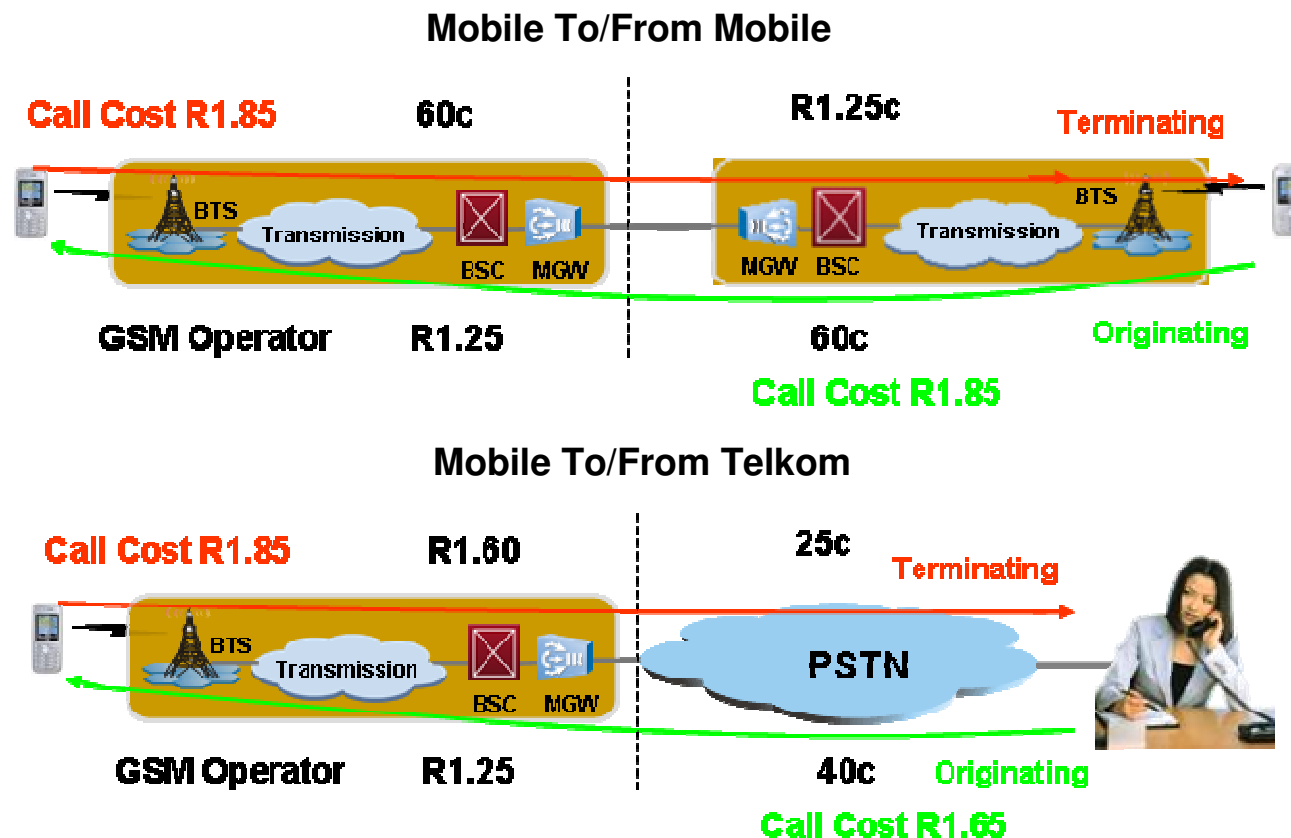 Mobile To/From Mobile
Call Cost R1.85 60c R1.25c Terminating
BTS Transmission BSC MGW MGW BSC Transmission BTS
GSM Operator R1.25 60c Originating
Call Cost R1.85
Mobile To/From Telkom
Call Cost R1.85 R1.60 25c Terminating
BTS Transmission BSC MGW PSTN
GSM Operator R1.25 40c Originating
Call Cost R1.65